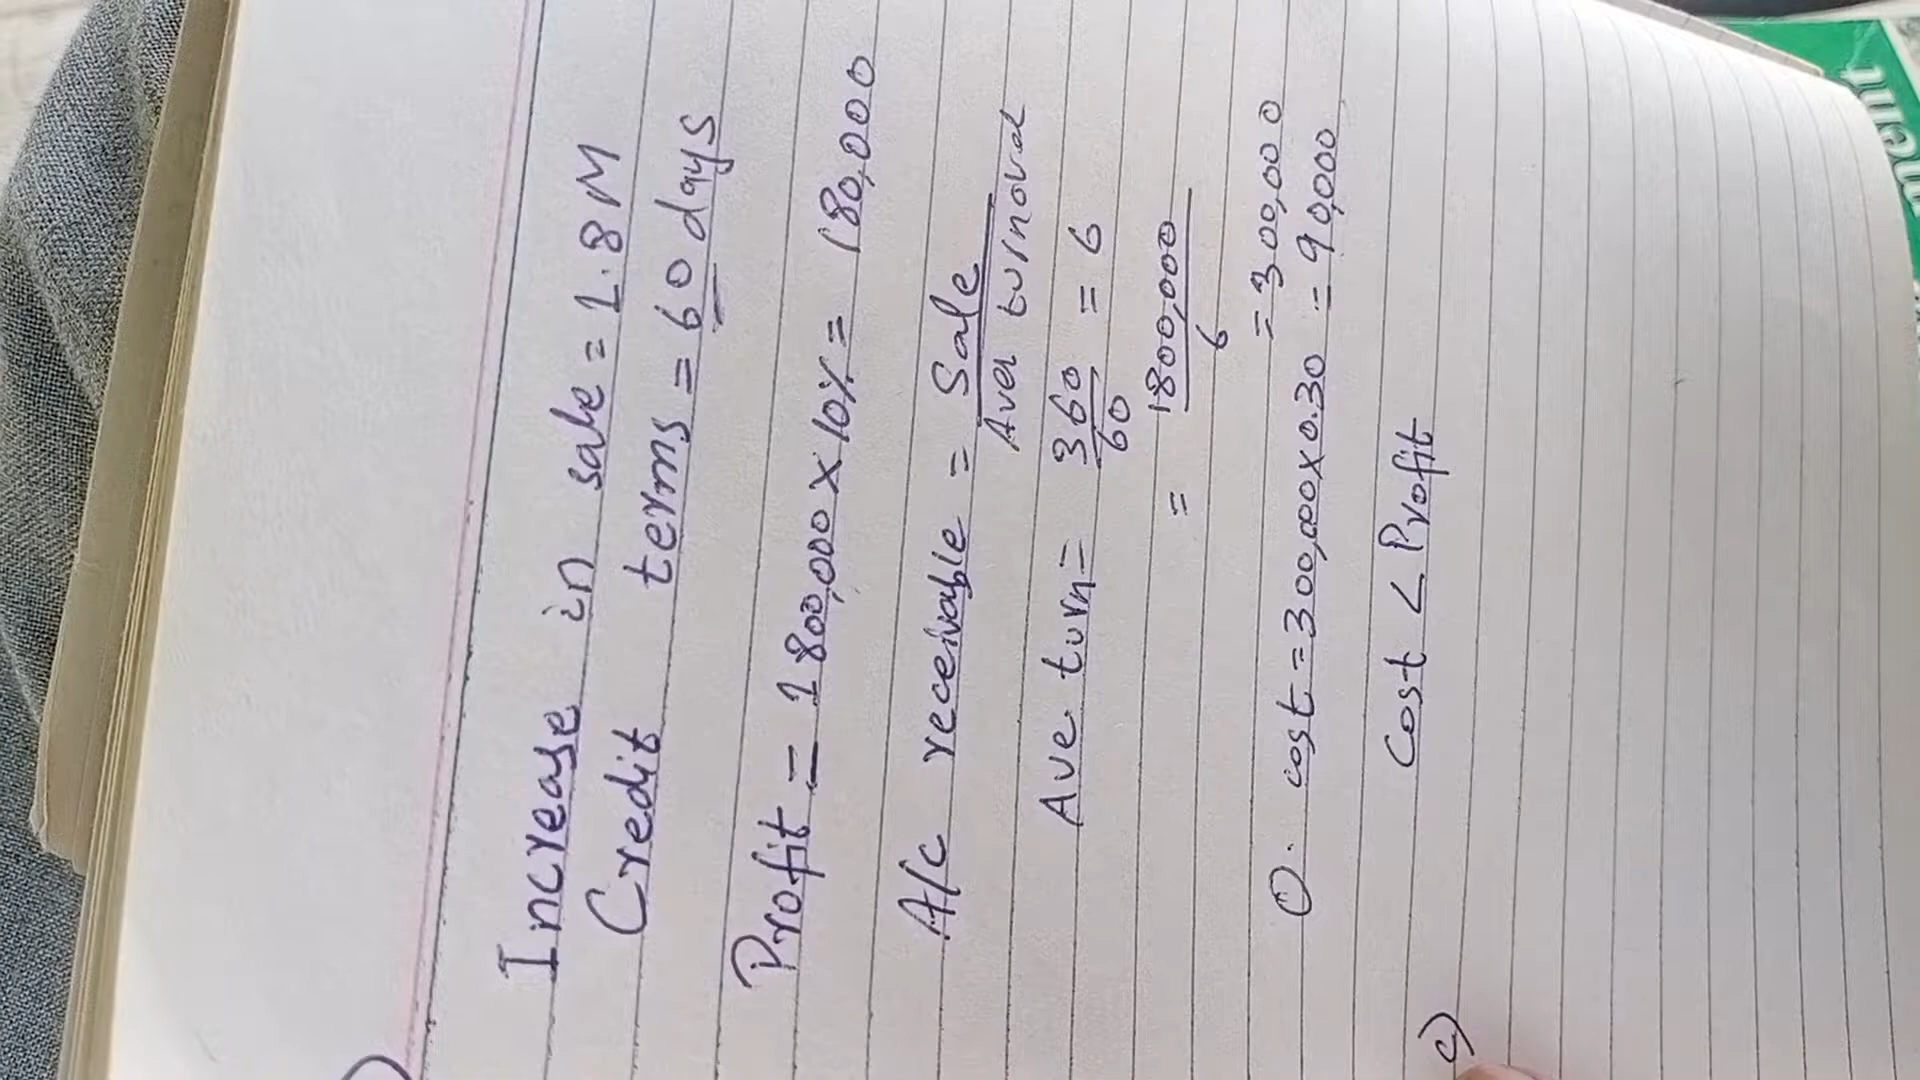 Increase in sale = 1.8M
Credit terms = 60 days
Profit = 1800,000 × 10% = 180,000
A/c receivable = Sale
Aver turnover
Ave turn = 360/60 = 6
= 1800,000/6
= 300,000
O. cost = 300,000 × 0.30 = 90,000
Cost < Profit
c)